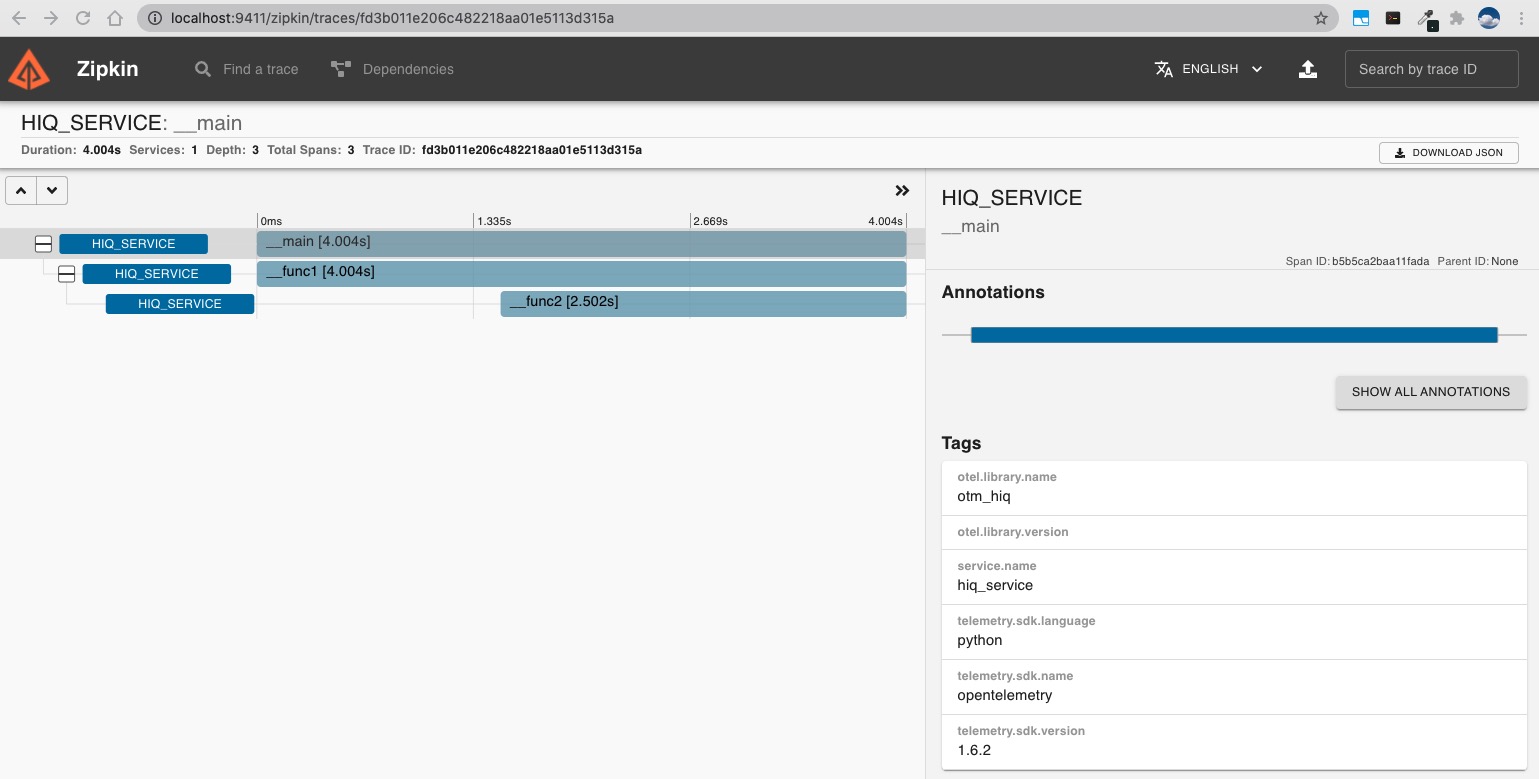 localhost:9411/zipkin/traces/fd3b011e206c482218aa01e5113d315a
Zipkin Find a trace Dependencies ENGLISH Search by trace ID
HIQ_SERVICE: __main
Duration: 4.004s Services: 1 Depth: 3 Total Spans: 3 Trace ID: fd3b011e206c482218aa01e5113d315a
DOWNLOAD JSON
0ms 1.335s 2.669s 4.004s
HIQ_SERVICE __main [4.004s]
HIQ_SERVICE __func1 [4.004s]
HIQ_SERVICE __func2 [2.502s]
HIQ_SERVICE
__main
Span ID: b5b5ca2baa11fada Parent ID: None
Annotations
SHOW ALL ANNOTATIONS
Tags
otel.library.name
otm_hiq
otel.library.version
service.name
hiq_service
telemetry.sdk.language
python
telemetry.sdk.name
opentelemetry
telemetry.sdk.version
1.6.2